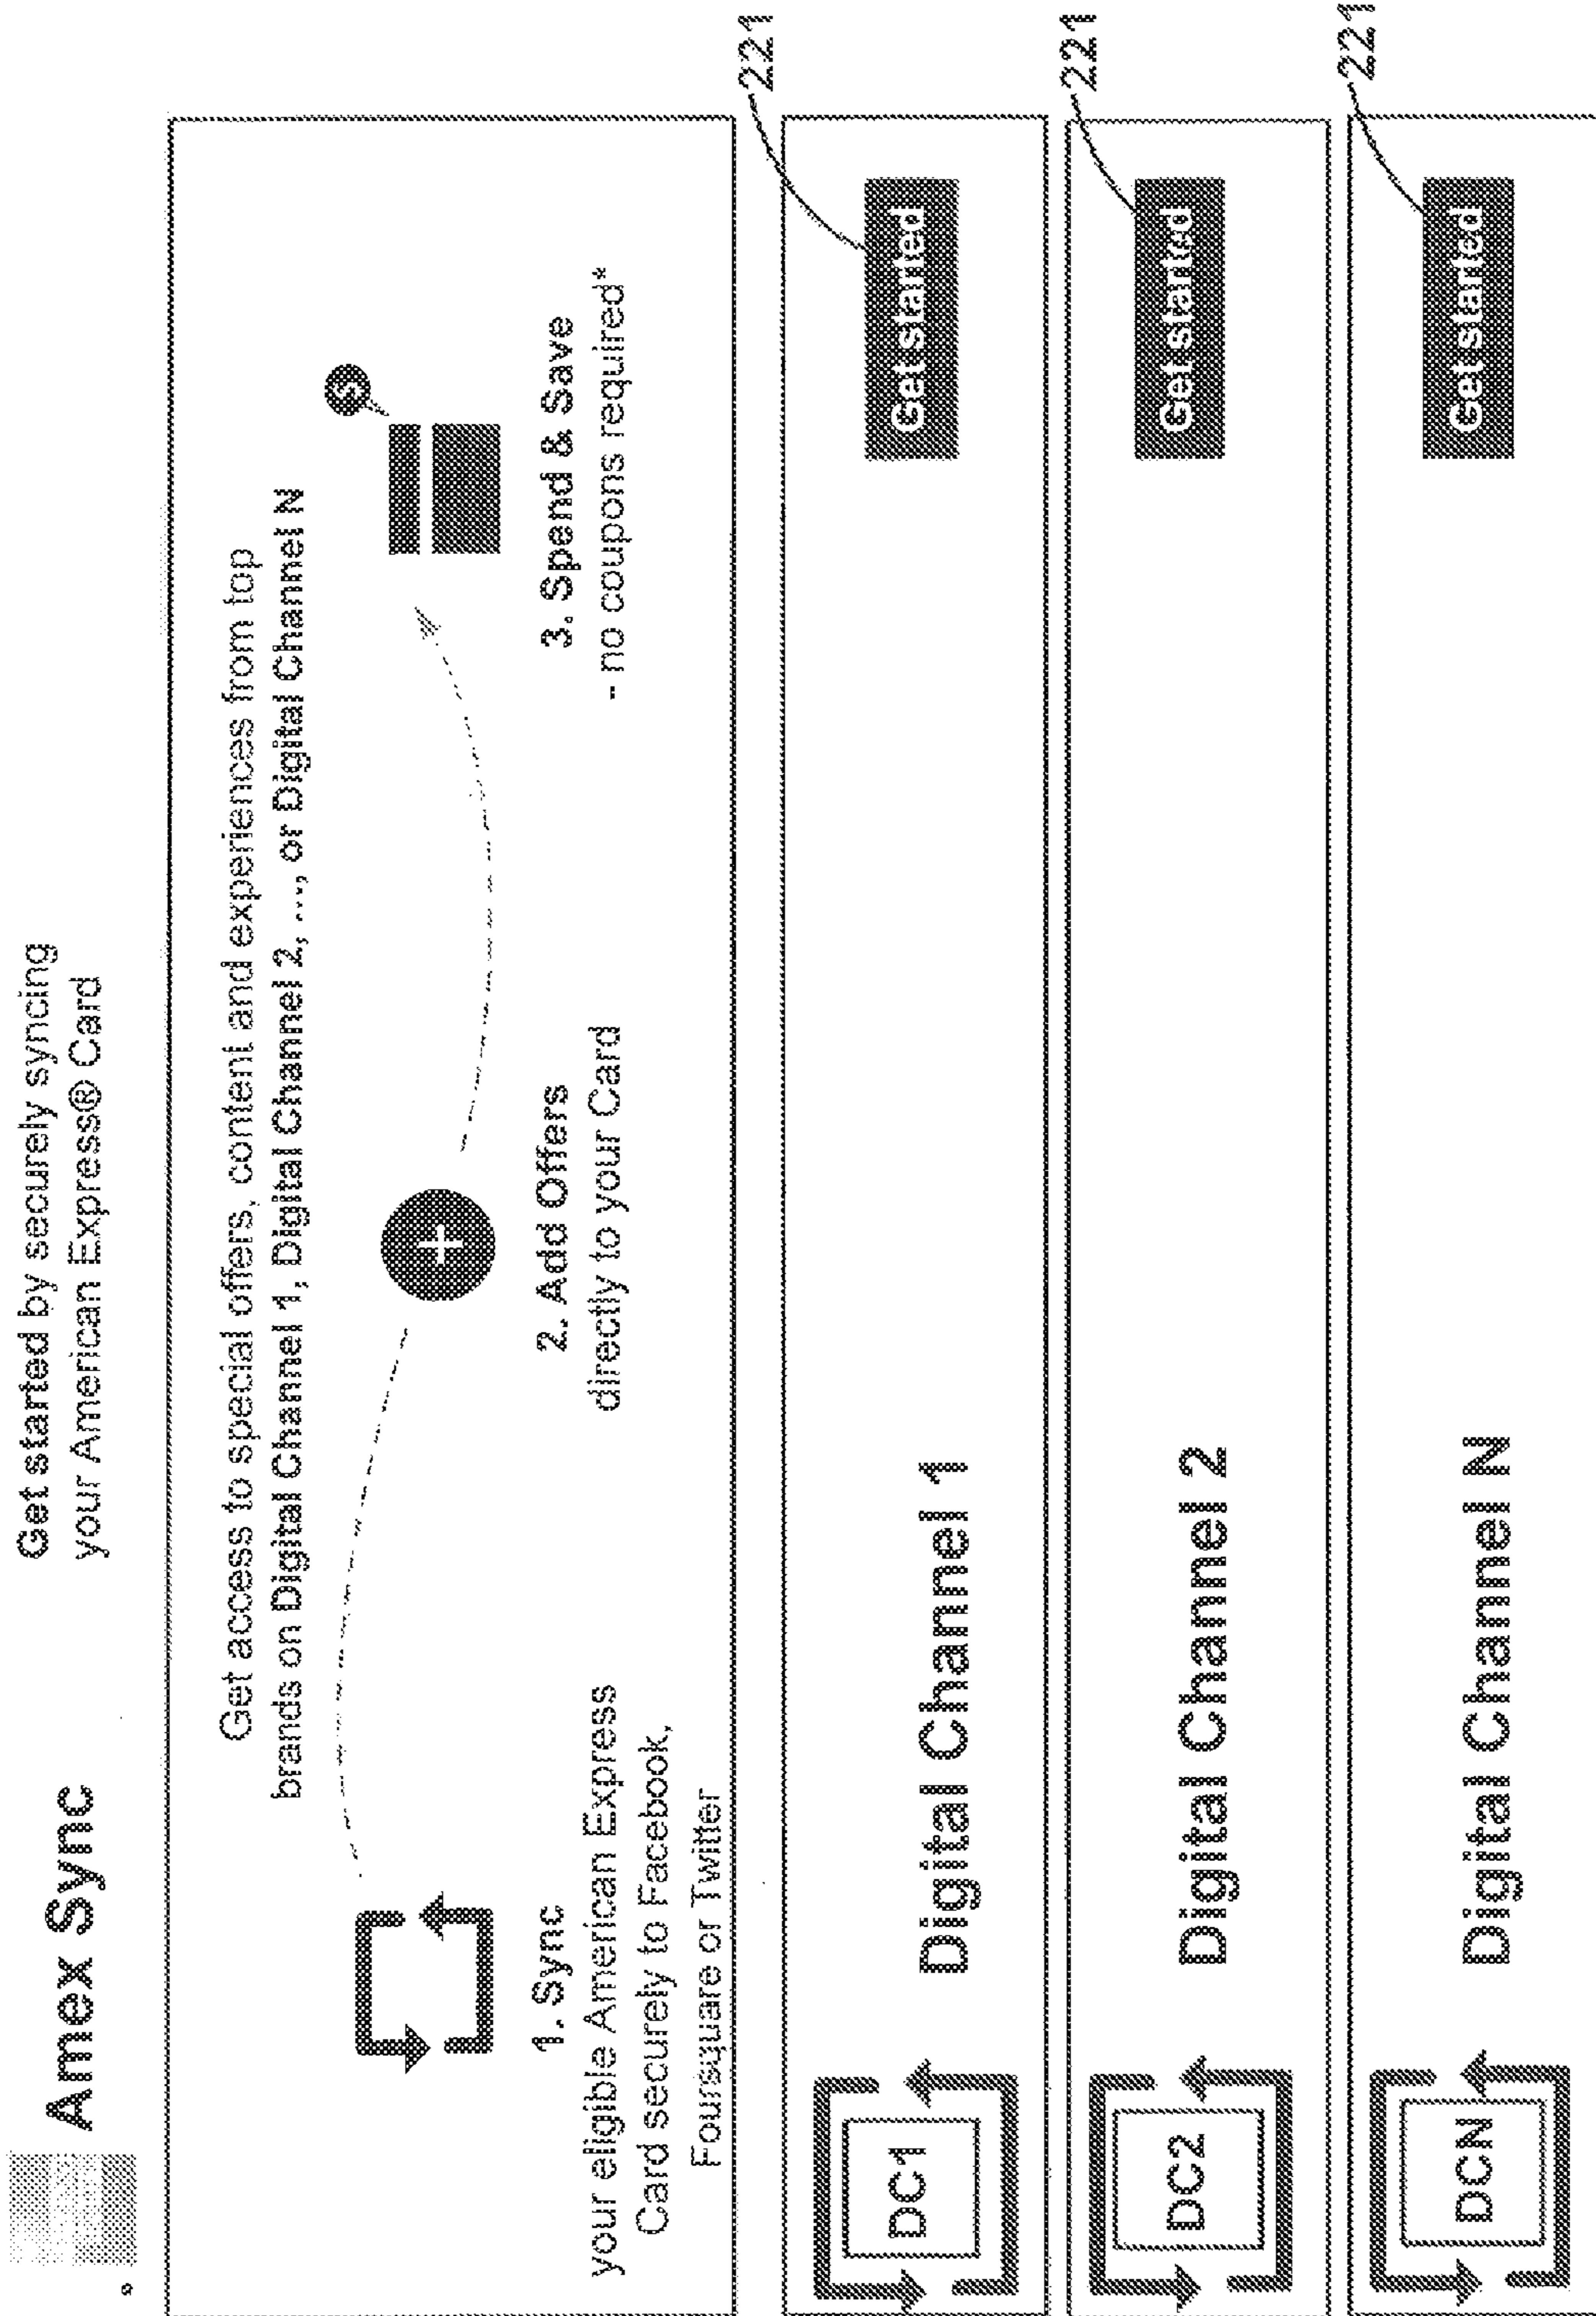 Amex Sync
Get started by securely syncing
your American Express® Card
Get access to special offers, content and experiences from top
brands on Digital Channel 1, Digital Channel 2, ..., or Digital Channel N
1. Sync
your eligible American Express
Card securely to Facebook,
Foursquare or Twitter
2. Add Offers
directly to your Card
$
3. Spend & Save
- no coupons required*
DC1
Digital Channel 1
Get started
221
DC2
Digital Channel 2
Get started
221
DCN
Digital Channel N
Get started
221